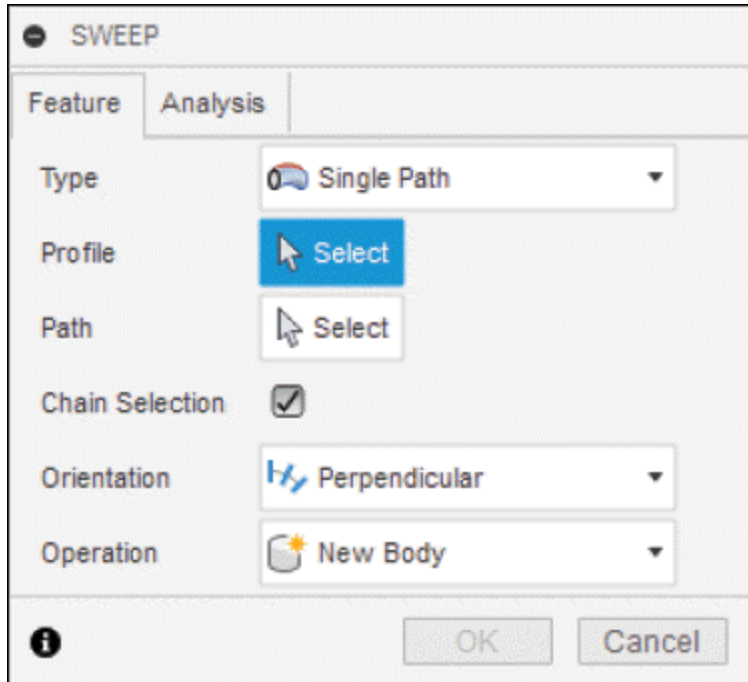 SWEEP
Feature Analysis
Type Single Path
Profile Select
Path Select
Chain Selection
Orientation Perpendicular
Operation New Body
OK Cancel